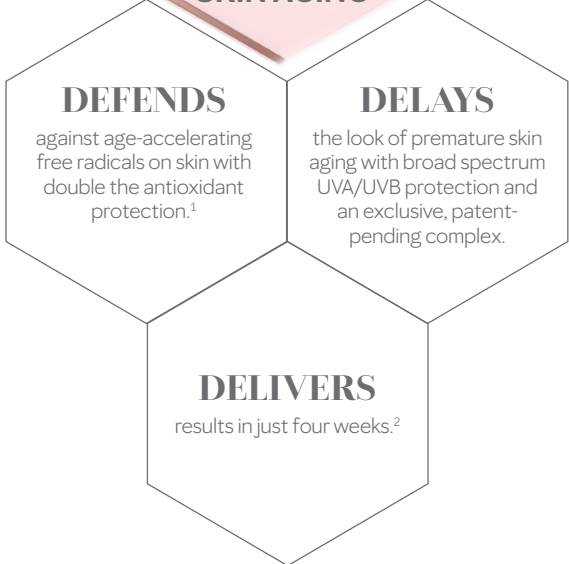 SKIN AGING
DEFENDS
against age-accelerating
free radicals on skin with
double the antioxidant
protection.1
DELAYS
the look of premature skin
aging with broad spectrum
UVA/UVB protection and
an exclusive, patent-
pending complex.
DELIVERS
results in just four weeks.2